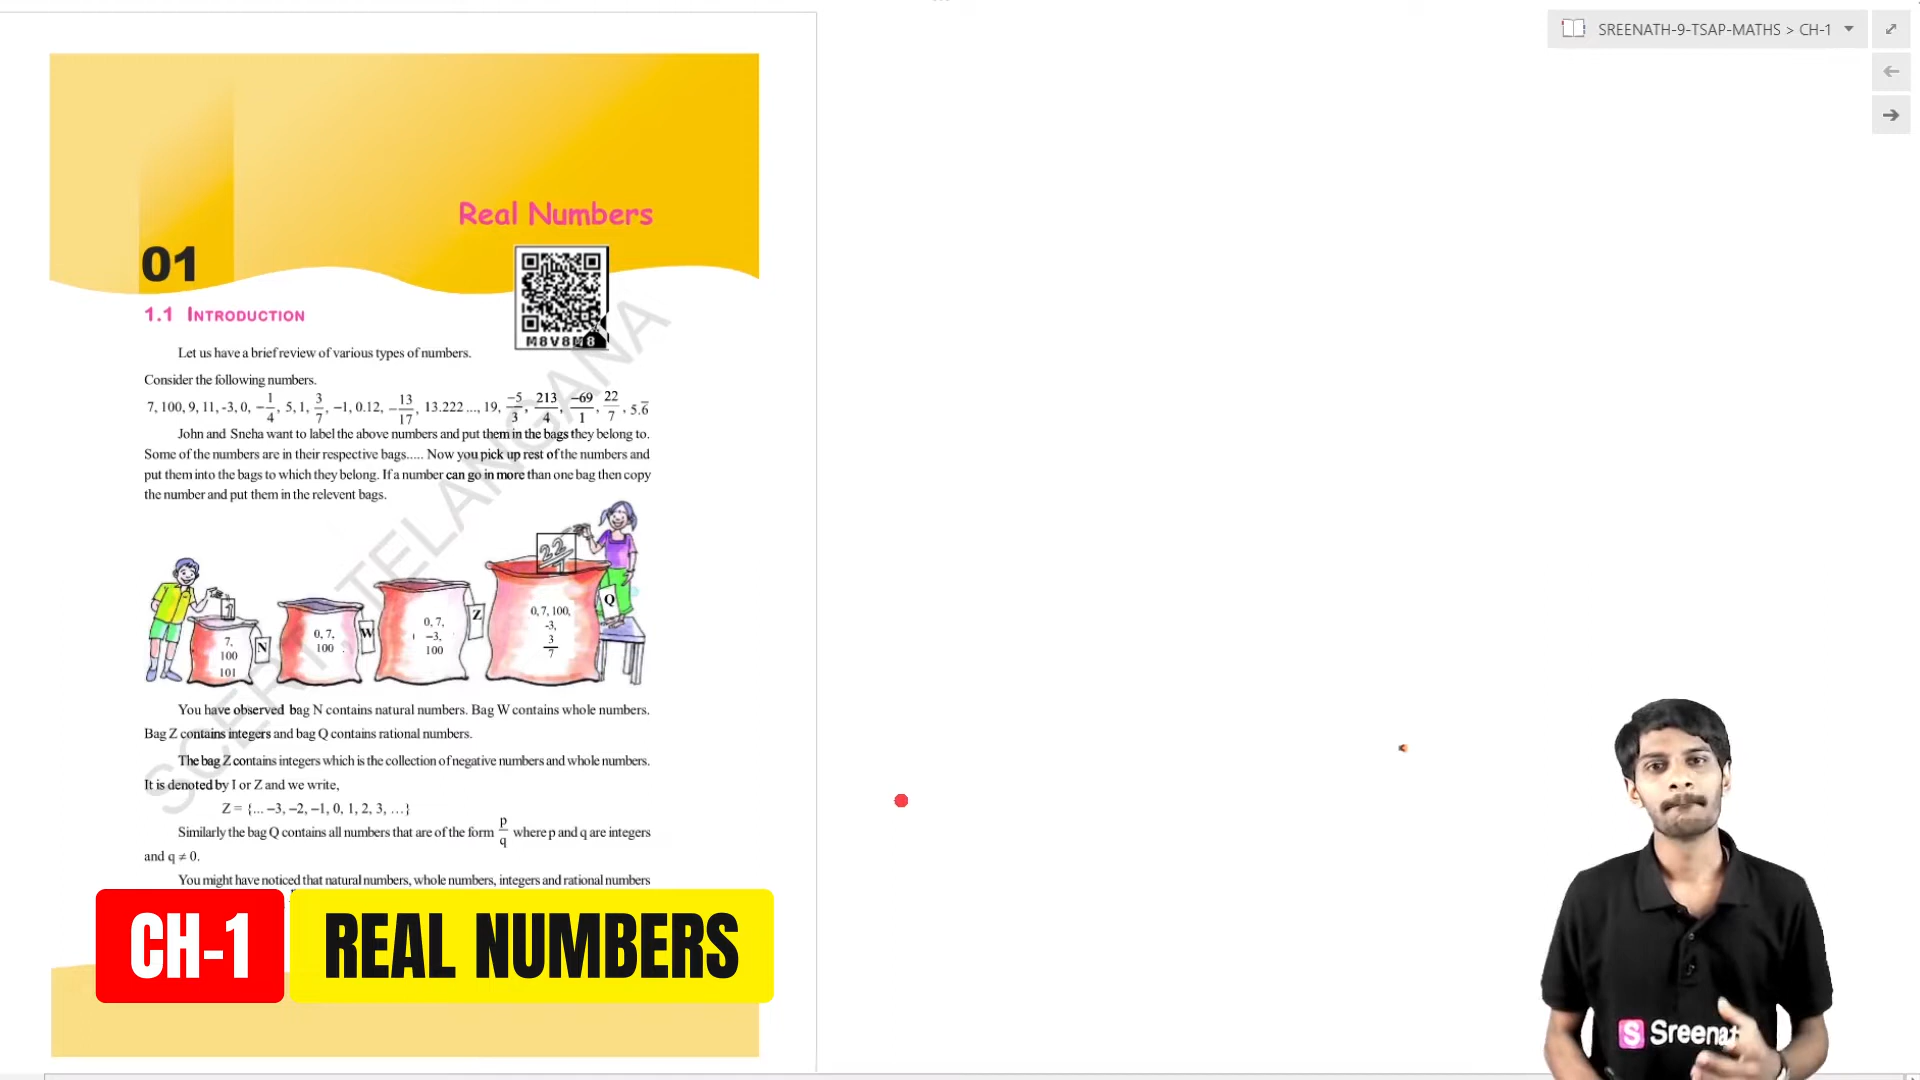 SREENATH-9-TSAP-MATHS > CH-1
Real Numbers
01
M8V8M8
1.1 INTRODUCTION
Let us have a brief review of various types of numbers.
Consider the following numbers.
7, 100, 9, 11, -3, 0, -1/4, 5, 1, 3/7, -1, 0.12, -13/17, 13.222 ..., 19, -5/3, 213/4, -69/1, 22/7, 5.6̅
John and Sneha want to label the above numbers and put them in the bags they belong to.
Some of the numbers are in their respective bags..... Now you pick up rest of the numbers and
put them into the bags to which they belong. If a number can go in more than one bag then copy
the number and put them in the relevent bags.
1
22
7,
100
101
N
0, 7,
100
W
0, 7,
-3,
100
Z
0, 7, 100,
-3,
3/7
Q
You have observed bag N contains natural numbers. Bag W contains whole numbers.
Bag Z contains integers and bag Q contains rational numbers.
The bag Z contains integers which is the collection of negative numbers and whole numbers.
It is denoted by I or Z and we write,
Z = {... -3, -2, -1, 0, 1, 2, 3, ...}
Similarly the bag Q contains all numbers that are of the form p/q where p and q are integers
and q ≠ 0.
You might have noticed that natural numbers, whole numbers, integers and rational numbers
SCERT, TELANGANA
CH-1 REAL NUMBERS
S Sreenat